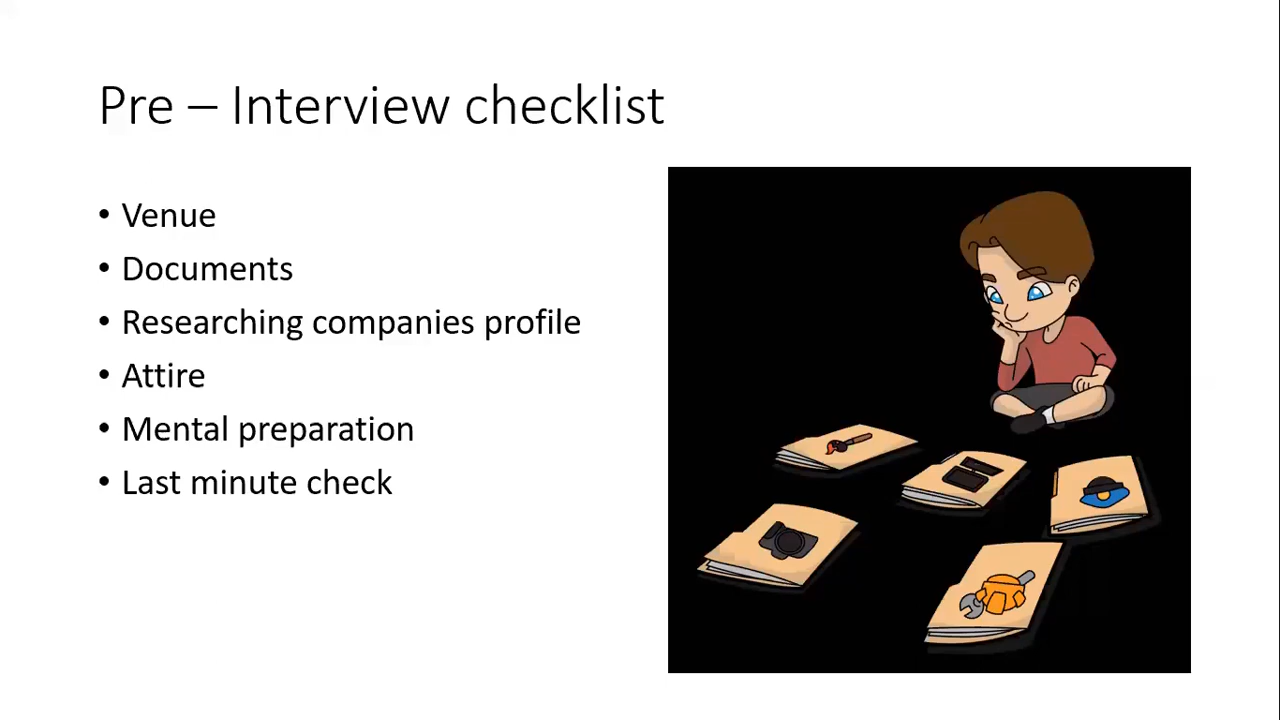 Pre – Interview checklist
• Venue
• Documents
• Researching companies profile
• Attire
• Mental preparation
• Last minute check